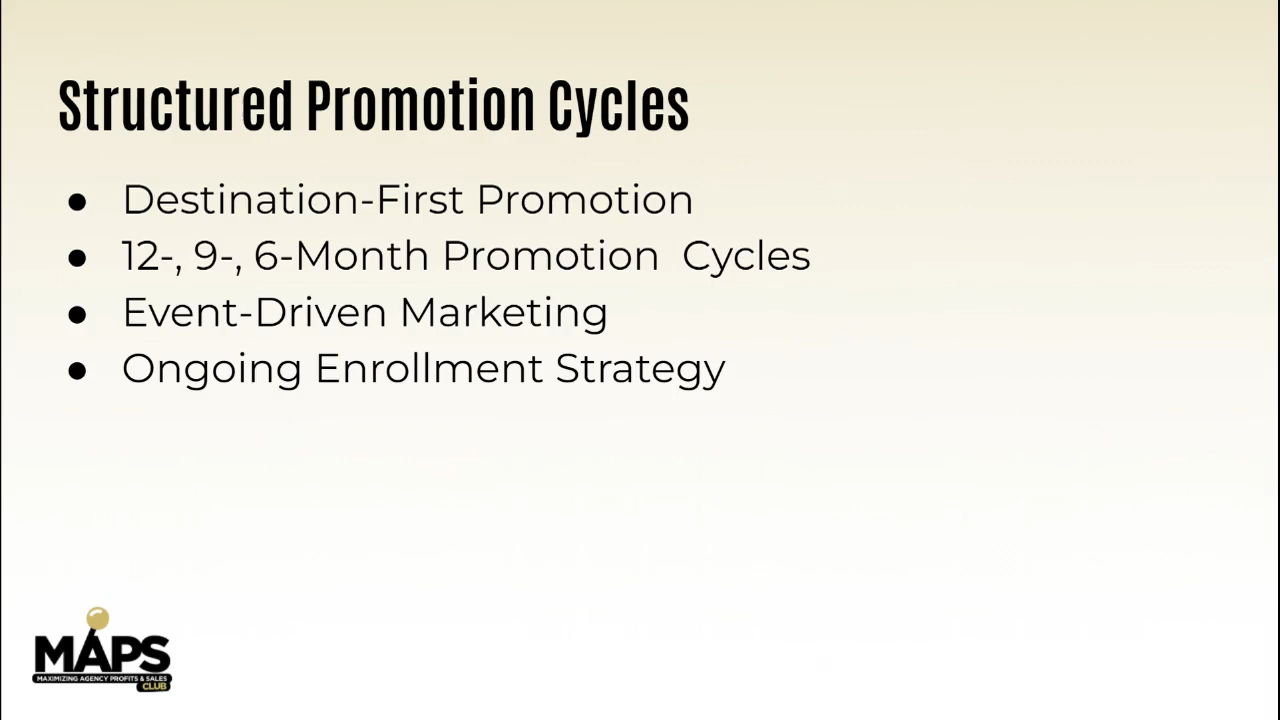 Structured Promotion Cycles
● Destination-First Promotion
● 12-, 9-, 6-Month Promotion  Cycles
● Event-Driven Marketing
● Ongoing Enrollment Strategy
MAPS
MAXIMIZING AGENCY PROFITS & SALES
CLUB